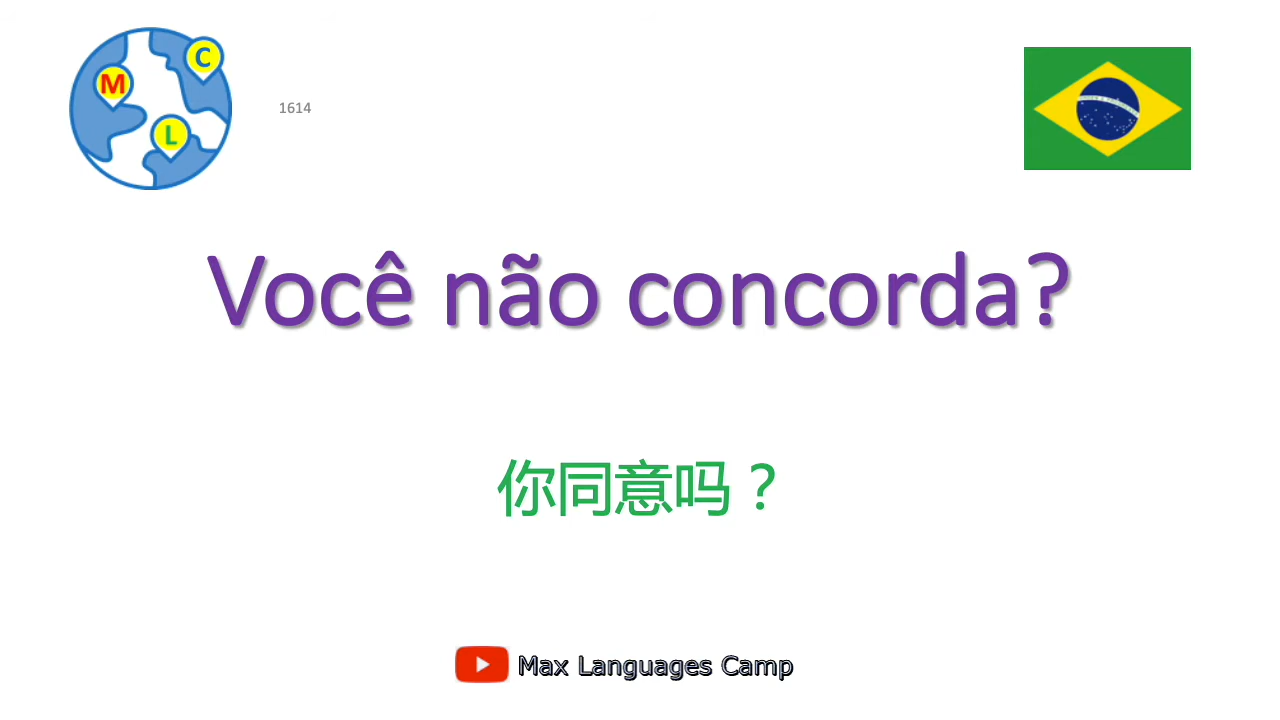 C
M
L
1614
Você não concorda?
你同意吗？
Max Languages Camp